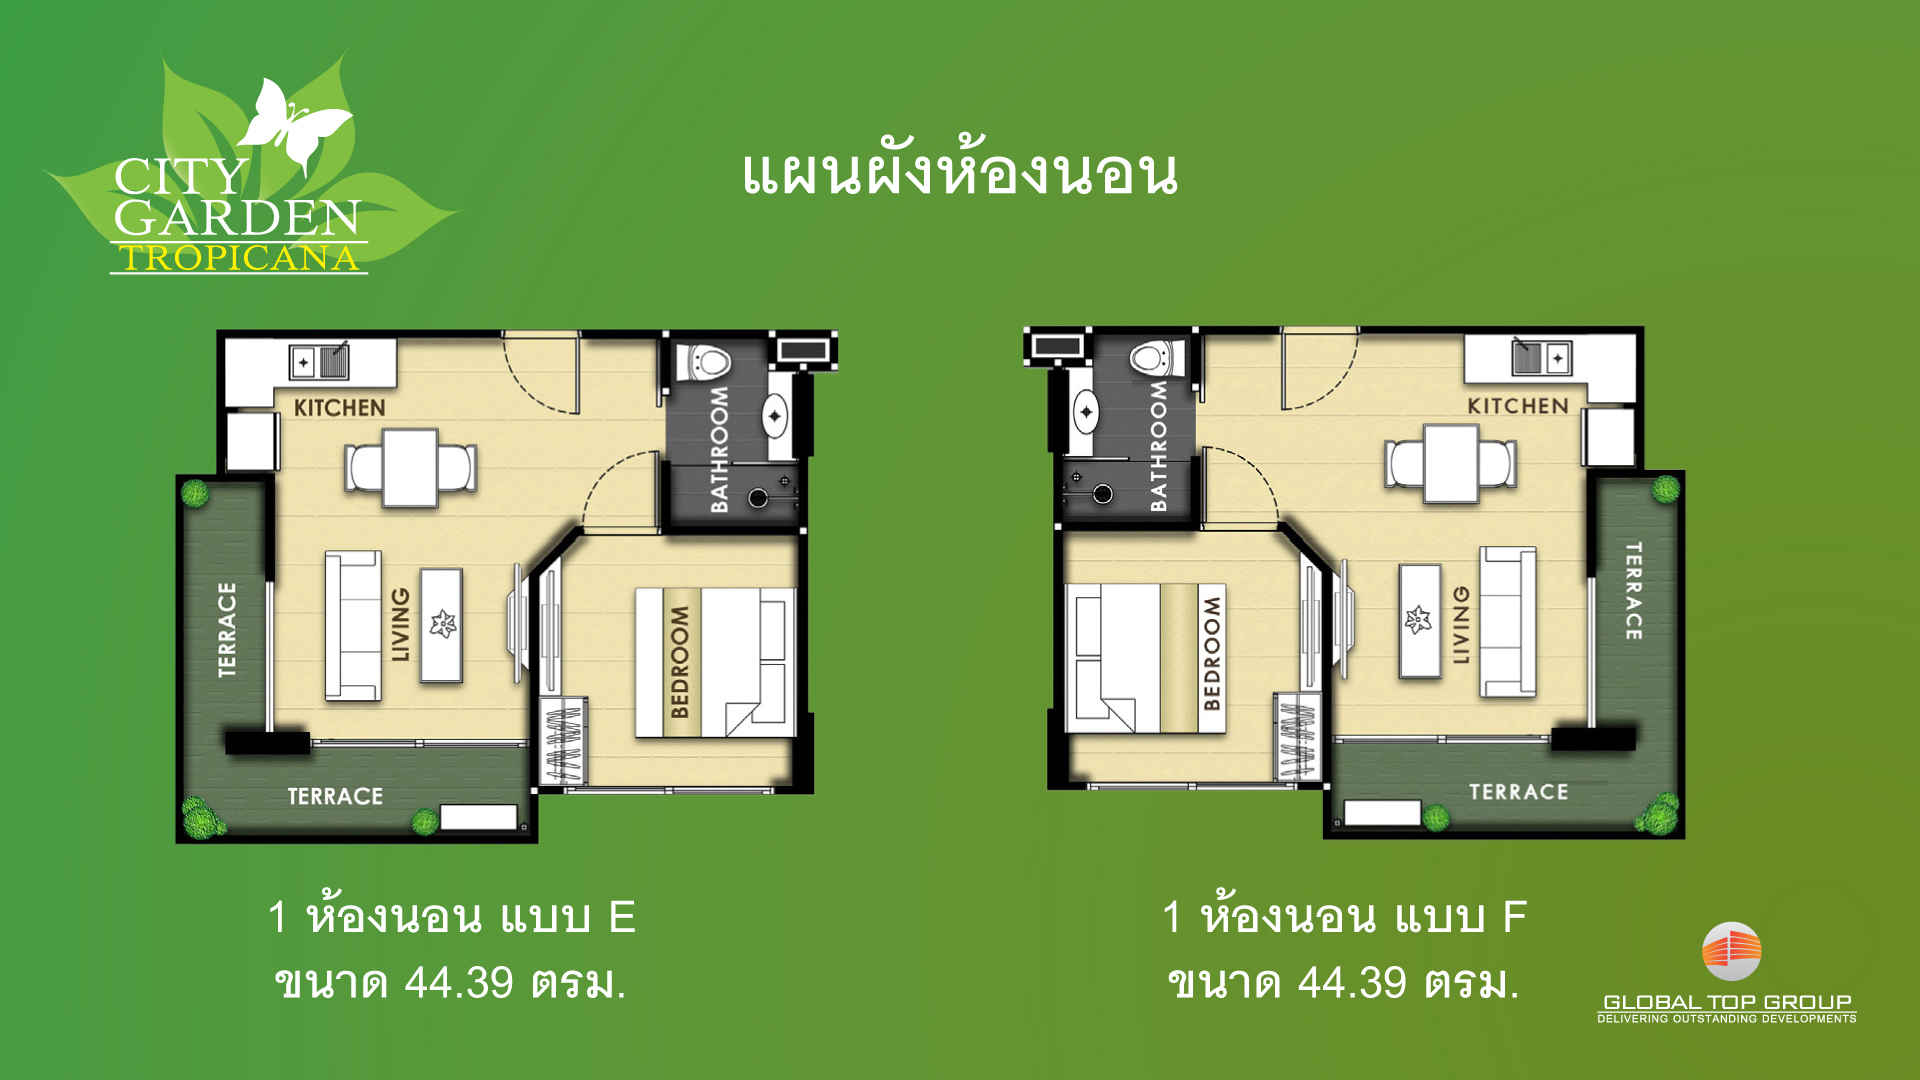 CITY
GARDEN
TROPICANA
แผนผังห้องนอน
KITCHEN
BATHROOM
TERRACE
LIVING
BEDROOM
TERRACE
KITCHEN
BATHROOM
TERRACE
LIVING
BEDROOM
TERRACE
1 ห้องนอน แบบ E
ขนาด 44.39 ตรม.
1 ห้องนอน แบบ F
ขนาด 44.39 ตรม.
GLOBAL TOP GROUP
DELIVERING OUTSTANDING DEVELOPMENTS